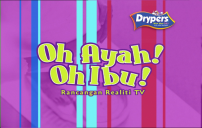 Drypers
Oh Ayah!
Oh Ibu!
Rancangan Realiti TV